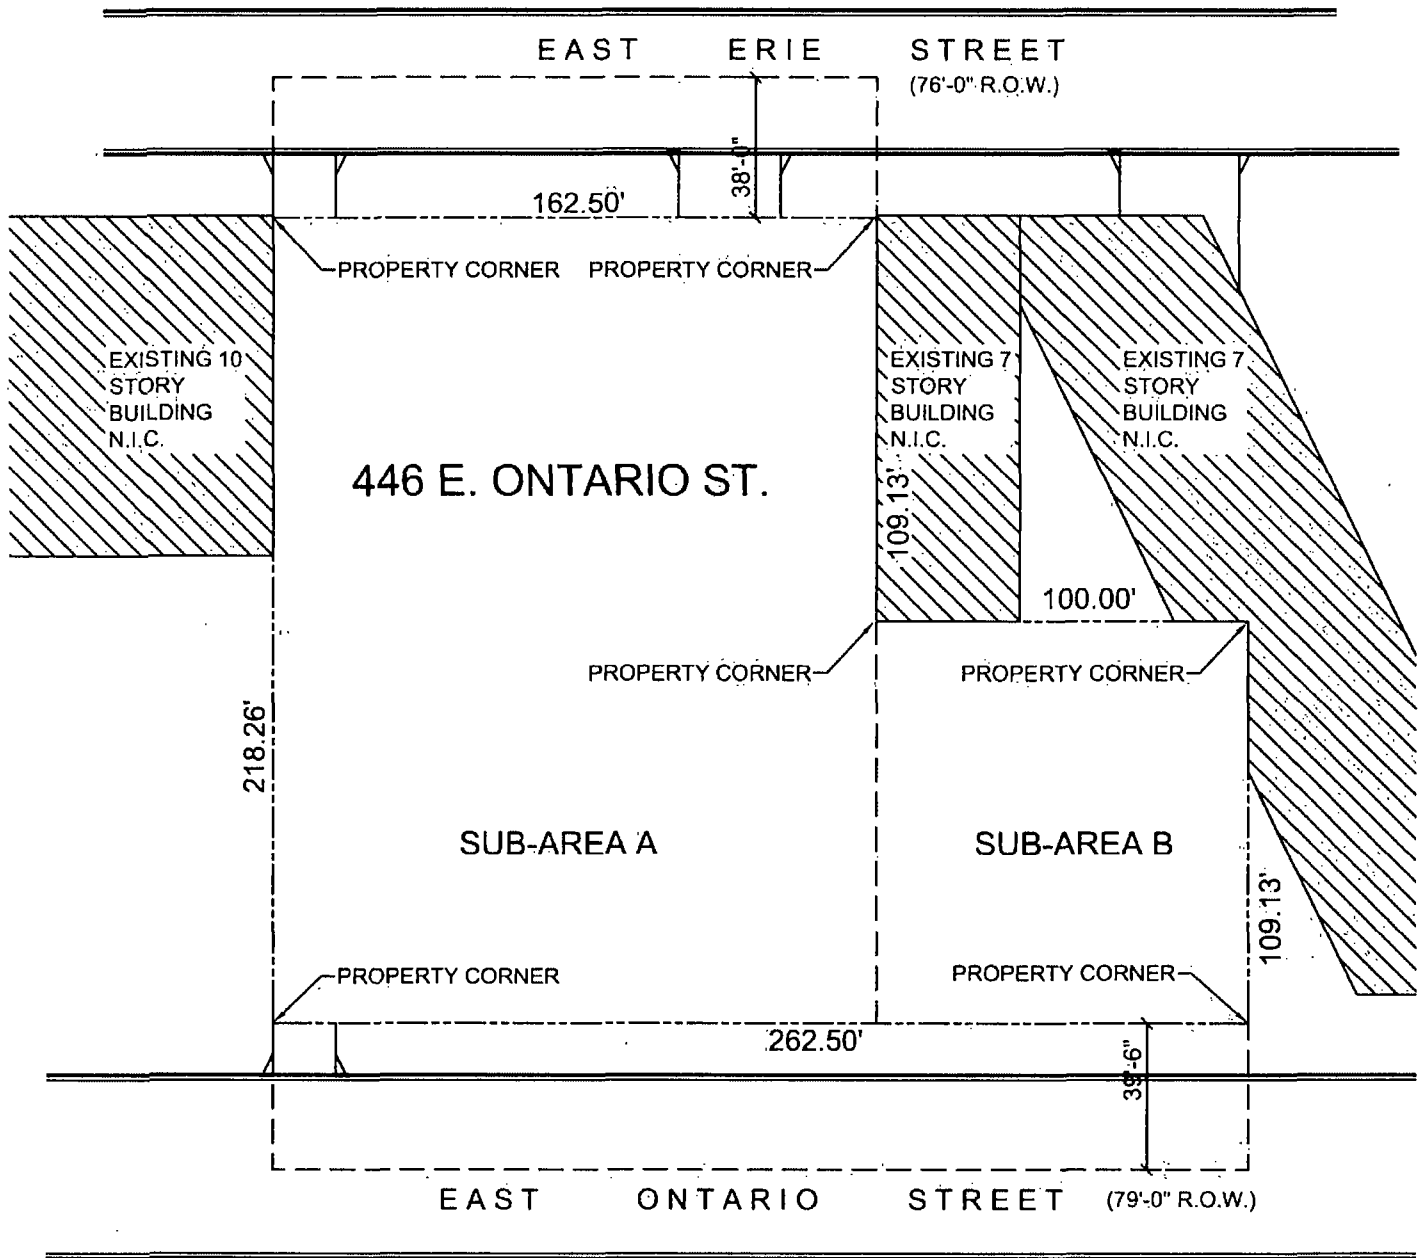 EAST ERIE STREET
(76'-0" R.O.W.)
38'-0"
162.50'
PROPERTY CORNER
PROPERTY CORNER
EXISTING 10
STORY
BUILDING
N.I.C.
EXISTING 7
STORY
BUILDING
N.I.C.
EXISTING 7
STORY
BUILDING
N.I.C.
446 E. ONTARIO ST.
109.13'
100.00'
PROPERTY CORNER
PROPERTY CORNER
218.26'
SUB-AREA A
SUB-AREA B
109.13'
PROPERTY CORNER
PROPERTY CORNER
262.50'
39'-6"
EAST ONTARIO STREET (79'-0" R.O.W.)